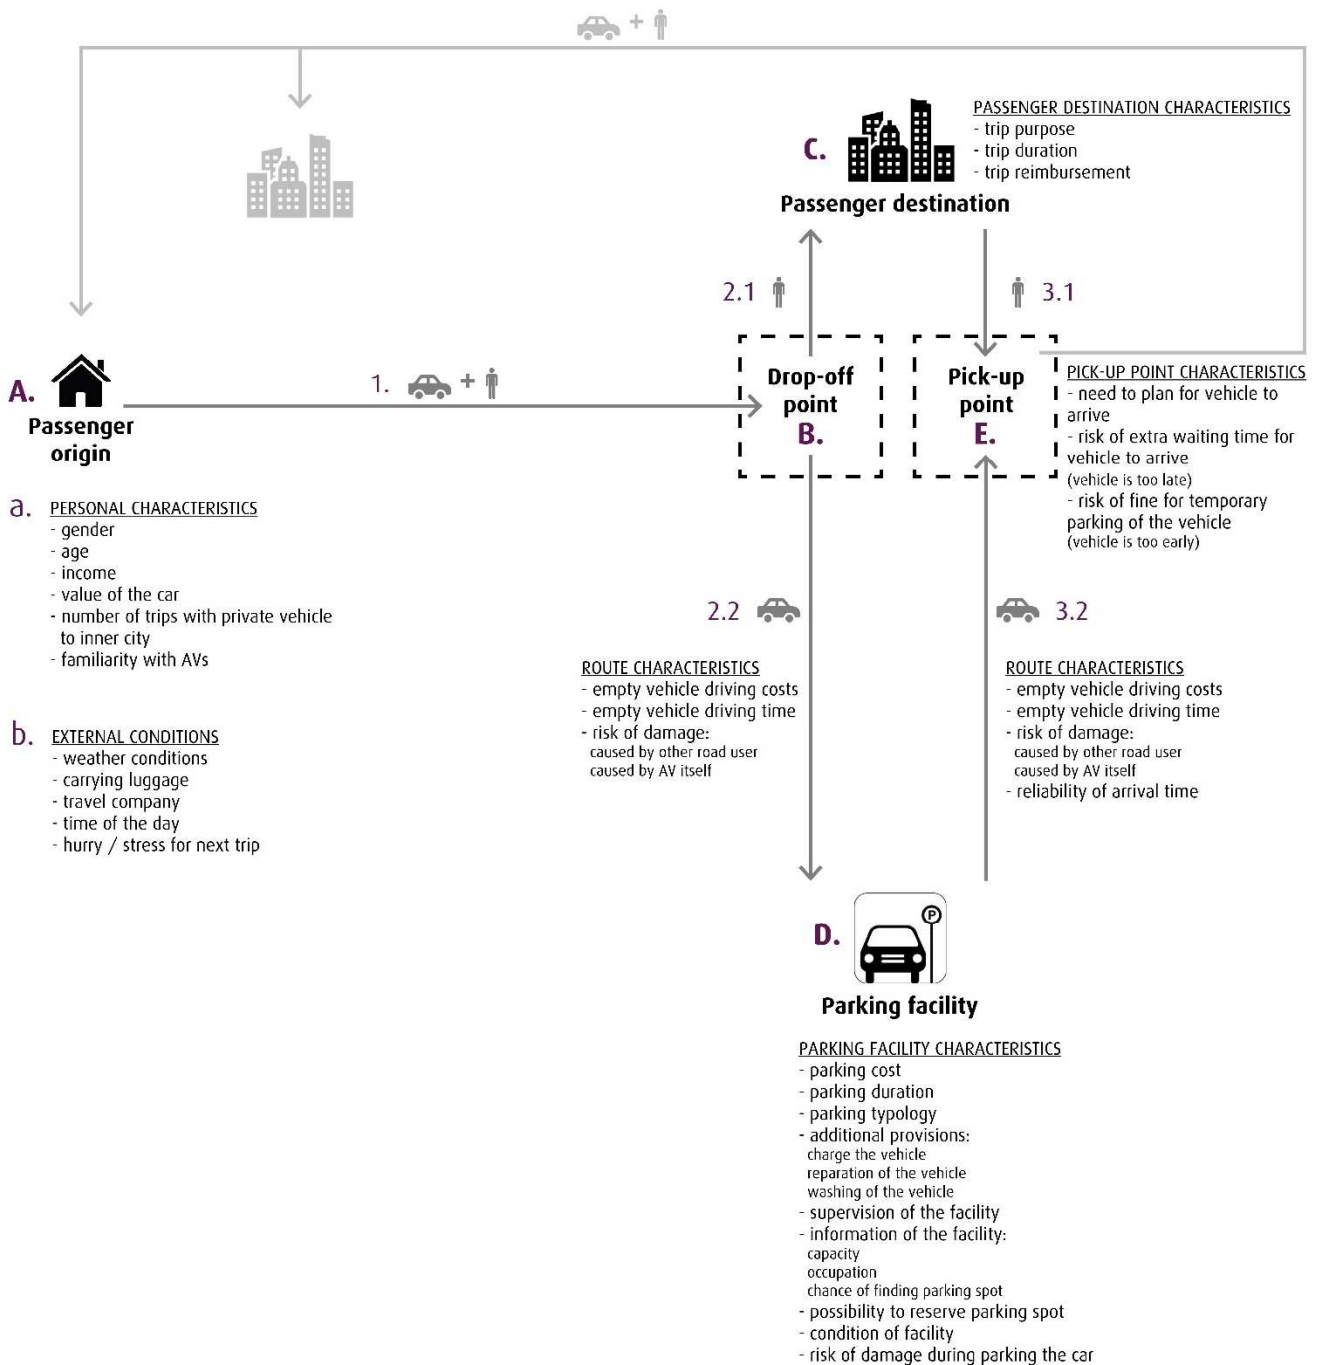 +
C.
PASSENGER DESTINATION CHARACTERISTICS
- trip purpose
- trip duration
- trip reimbursement
Passenger destination
2.1
3.1
A.
Passenger
origin
1.
+
Drop-off
point
B.
Pick-up
point
E.
PICK-UP POINT CHARACTERISTICS
- need to plan for vehicle to
arrive
- risk of extra waiting time for
vehicle to arrive
(vehicle is too late)
- risk of fine for temporary
parking of the vehicle
(vehicle is too early)
a.
PERSONAL CHARACTERISTICS
- gender
- age
- income
- value of the car
- number of trips with private vehicle
to inner city
- familiarity with AVs
b.
EXTERNAL CONDITIONS
- weather conditions
- carrying luggage
- travel company
- time of the day
- hurry / stress for next trip
2.2
ROUTE CHARACTERISTICS
- empty vehicle driving costs
- empty vehicle driving time
- risk of damage:
caused by other road user
caused by AV itself
3.2
ROUTE CHARACTERISTICS
- empty vehicle driving costs
- empty vehicle driving time
- risk of damage:
caused by other road user
caused by AV itself
- reliability of arrival time
D.
P
Parking facility
PARKING FACILITY CHARACTERISTICS
- parking cost
- parking duration
- parking typology
- additional provisions:
charge the vehicle
reparation of the vehicle
washing of the vehicle
- supervision of the facility
- information of the facility:
capacity
occupation
chance of finding parking spot
- possibility to reserve parking spot
- condition of facility
- risk of damage during parking the car